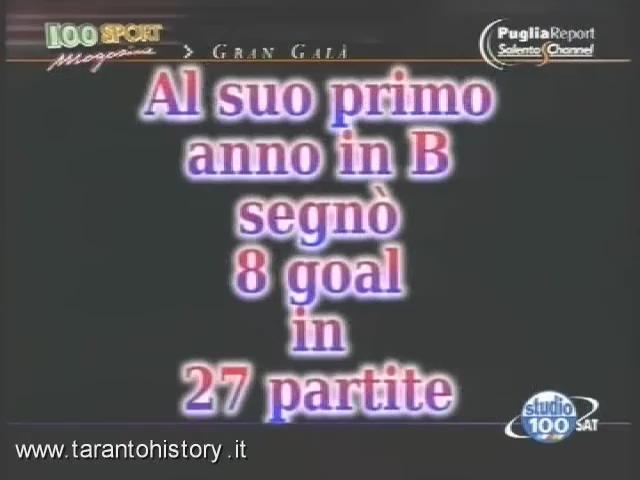 100 SPORT
Magazine
> GRAN GALÀ
PugliaReport
Salento Channel
Al suo primo
anno in B
segnò
8 goal
in
27 partite
studio
100 SAT
www.tarantohistory.it